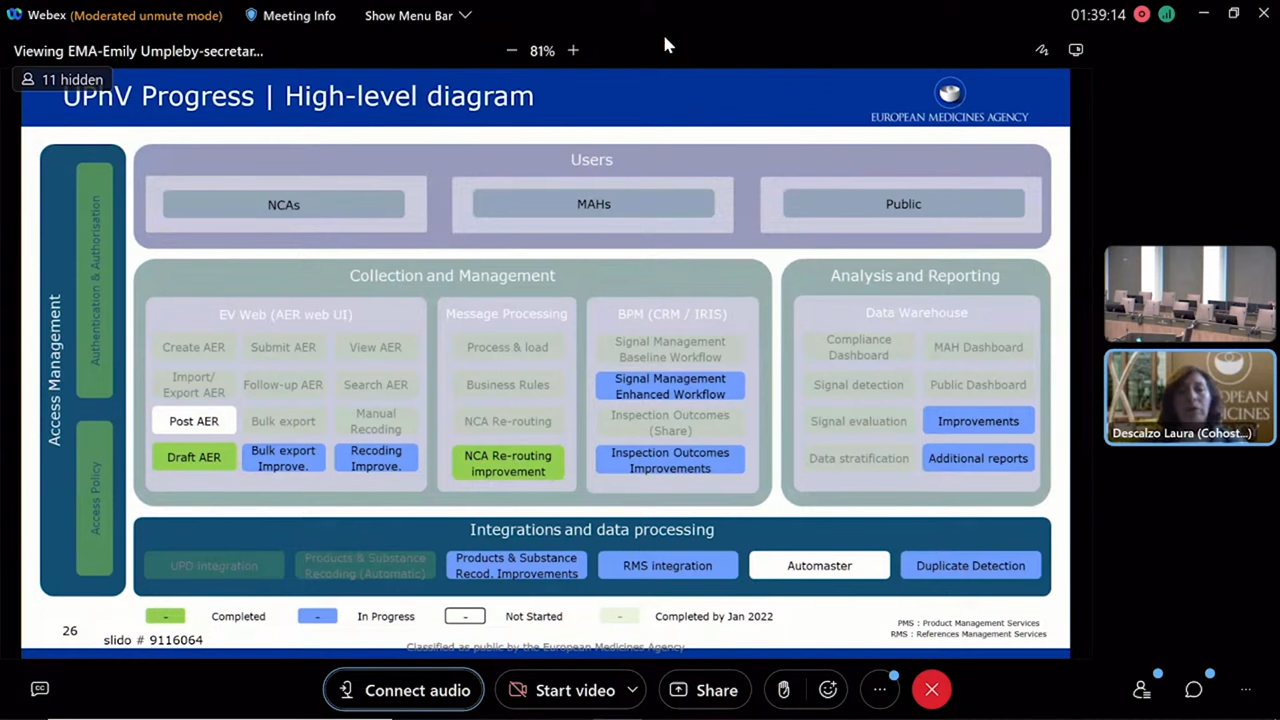 Webex (Moderated unmute mode) Meeting Info Show Menu Bar 01:39:14
Viewing EMA-Emily Umpleby-secretar... 81%
11 hidden
UPhV Progress | High-level diagram
EUROPEAN MEDICINES AGENCY
Access Management
Authentication & Authorisation
Access Policy
Users
NCAs MAHs Public
Collection and Management
EV Web (AER web UI)
Create AER Submit AER View AER
Import/
Export AER
Follow-up AER Search AER
Post AER Bulk export
Manual
Recoding
Draft AER
Bulk export
Improve.
Recoding
Improve.
Message Processing
Process & load
Business Rules
NCA Re-routing
NCA Re-routing
improvement
BPM (CRM / IRIS)
Signal Management
Baseline Workflow
Signal Management
Enhanced Workflow
Inspection Outcomes
(Share)
Inspection Outcomes
Improvements
Analysis and Reporting
Data Warehouse
Compliance
Dashboard
MAH Dashboard
Signal detection Public Dashboard
Signal evaluation Improvements
Data stratification Additional reports
Integrations and data processing
UPD integration
Products & Substance
Recoding (Automatic)
Products & Substance
Recod. Improvements
RMS integration Automaster Duplicate Detection
- Completed - In Progress - Not Started - Completed by Jan 2022
PMS : Product Management Services
RMS : References Management Services
26
slido # 9116064
Classified as public by the European Medicines Agency
EUROPEAN
MEDICINES
Descalzo Laura (Cohost...)
CC Connect audio Start video Share